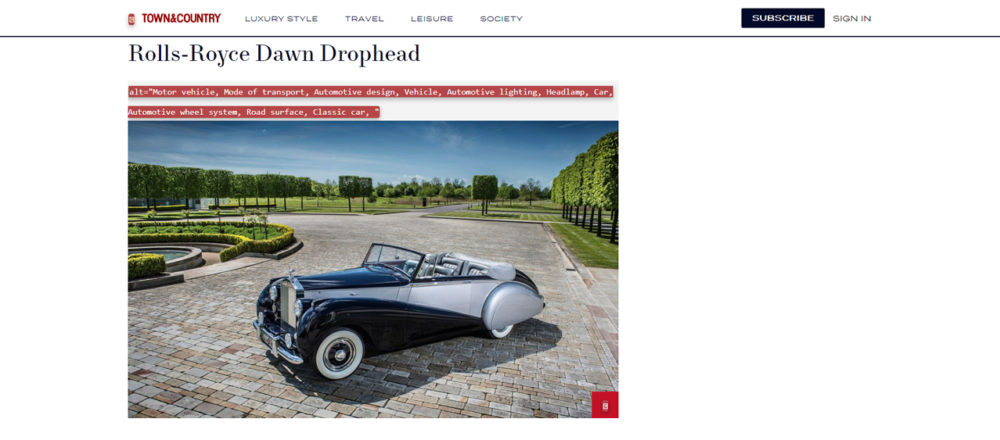 TOWN&COUNTRY LUXURY STYLE TRAVEL LEISURE SOCIETY SUBSCRIBE SIGN IN
Rolls-Royce Dawn Drophead
alt="Motor vehicle, Mode of transport, Automotive design, Vehicle, Automotive lighting, Headlamp, Car,
Automotive wheel system, Road surface, Classic car, "